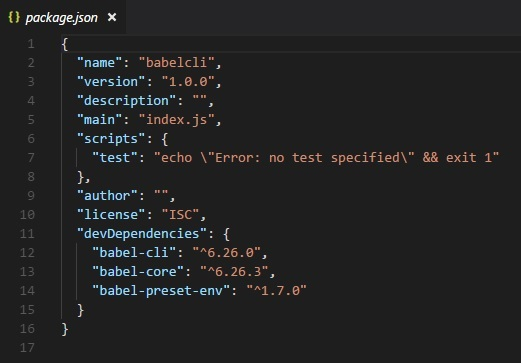 {} package.json ×
1 {
2   "name": "babelcli",
3   "version": "1.0.0",
4   "description": "",
5   "main": "index.js",
6   "scripts": {
7     "test": "echo \"Error: no test specified\" && exit 1"
8   },
9   "author": "",
10   "license": "ISC",
11   "devDependencies": {
12     "babel-cli": "^6.26.0",
13     "babel-core": "^6.26.3",
14     "babel-preset-env": "^1.7.0"
15   }
16 }
17